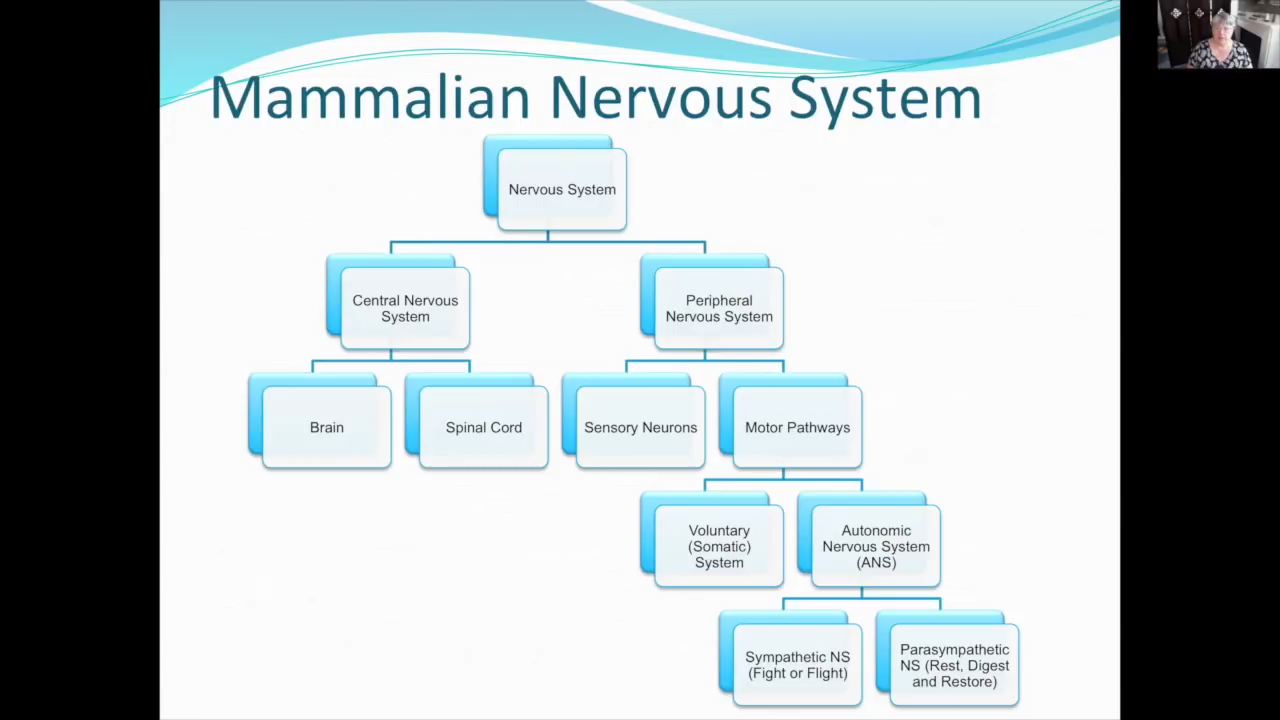 Mammalian Nervous System
Nervous System
Central Nervous
System
Peripheral
Nervous System
Brain
Spinal Cord
Sensory Neurons
Motor Pathways
Voluntary
(Somatic)
System
Autonomic
Nervous System
(ANS)
Sympathetic NS
(Fight or Flight)
Parasympathetic
NS (Rest, Digest
and Restore)